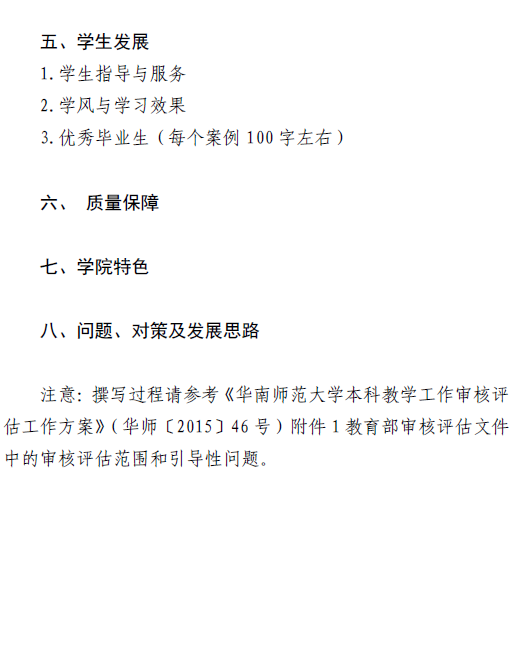 五、学生发展
1.学生指导与服务
2.学风与学习效果
3.优秀毕业生（每个案例 100 字左右）
六、 质量保障
七、学院特色
八、问题、对策及发展思路
注意：撰写过程请参考《华南师范大学本科教学工作审核评
估工作方案》（华师〔2015〕46 号）附件 1 教育部审核评估文件
中的审核评估范围和引导性问题。